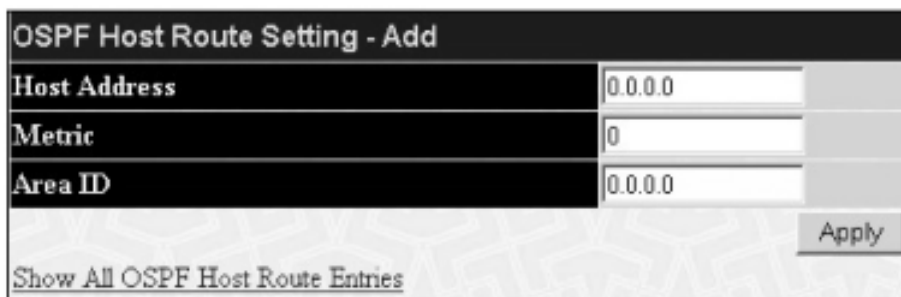 OSPF Host Route Setting - Add
Host Address 0.0.0.0
Metric 0
Area ID 0.0.0.0
Apply
Show All OSPF Host Route Entries